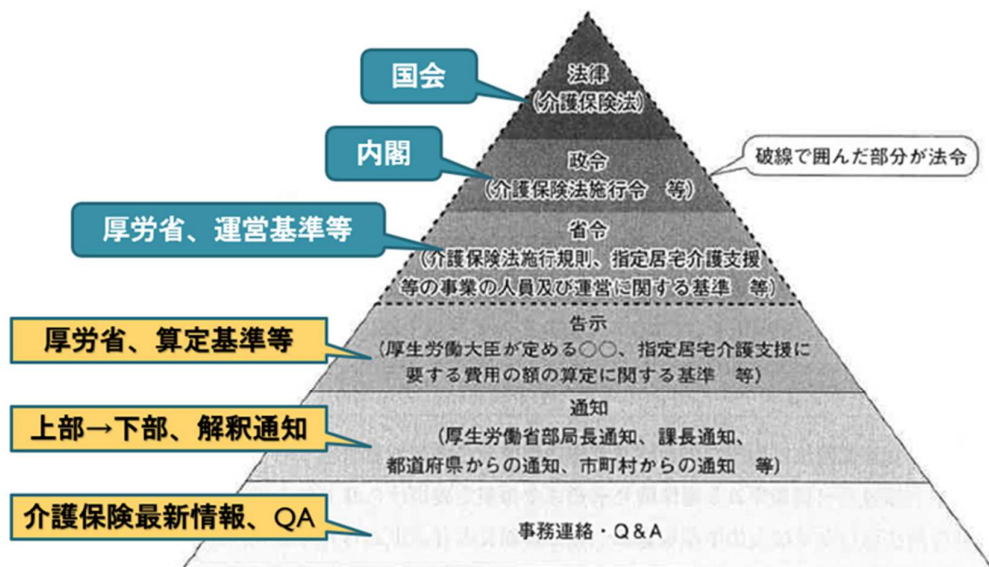 国会
法律
(介護保険法)
内閣
政令
(介護保険法施行令　等)
破線で囲んだ部分が法令
厚労省、運営基準等
省令
(介護保険法施行規則、指定居宅介護支援
等の事業の人員及び運営に関する基準　等)
厚労省、算定基準等
告示
(厚生労働大臣が定める○○、指定居宅介護支援に
要する費用の額の算定に関する基準　等)
上部→下部、解釈通知
通知
(厚生労働省部局長通知、課長通知、
都道府県からの通知、市町村からの通知　等)
介護保険最新情報、QA
事務連絡・Q&A